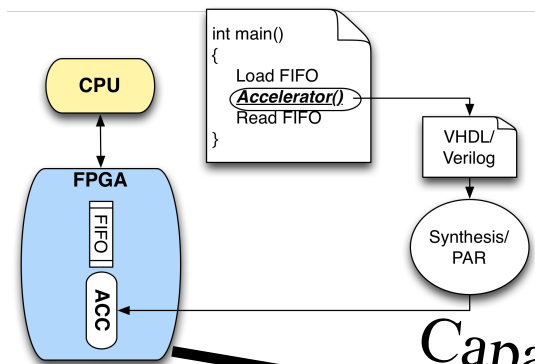 int main()
{
Load FIFO
Accelerator()
Read FIFO
}
CPU
VHDL/
Verilog
FPGA
FIFO
ACC
Synthesis/
PAR